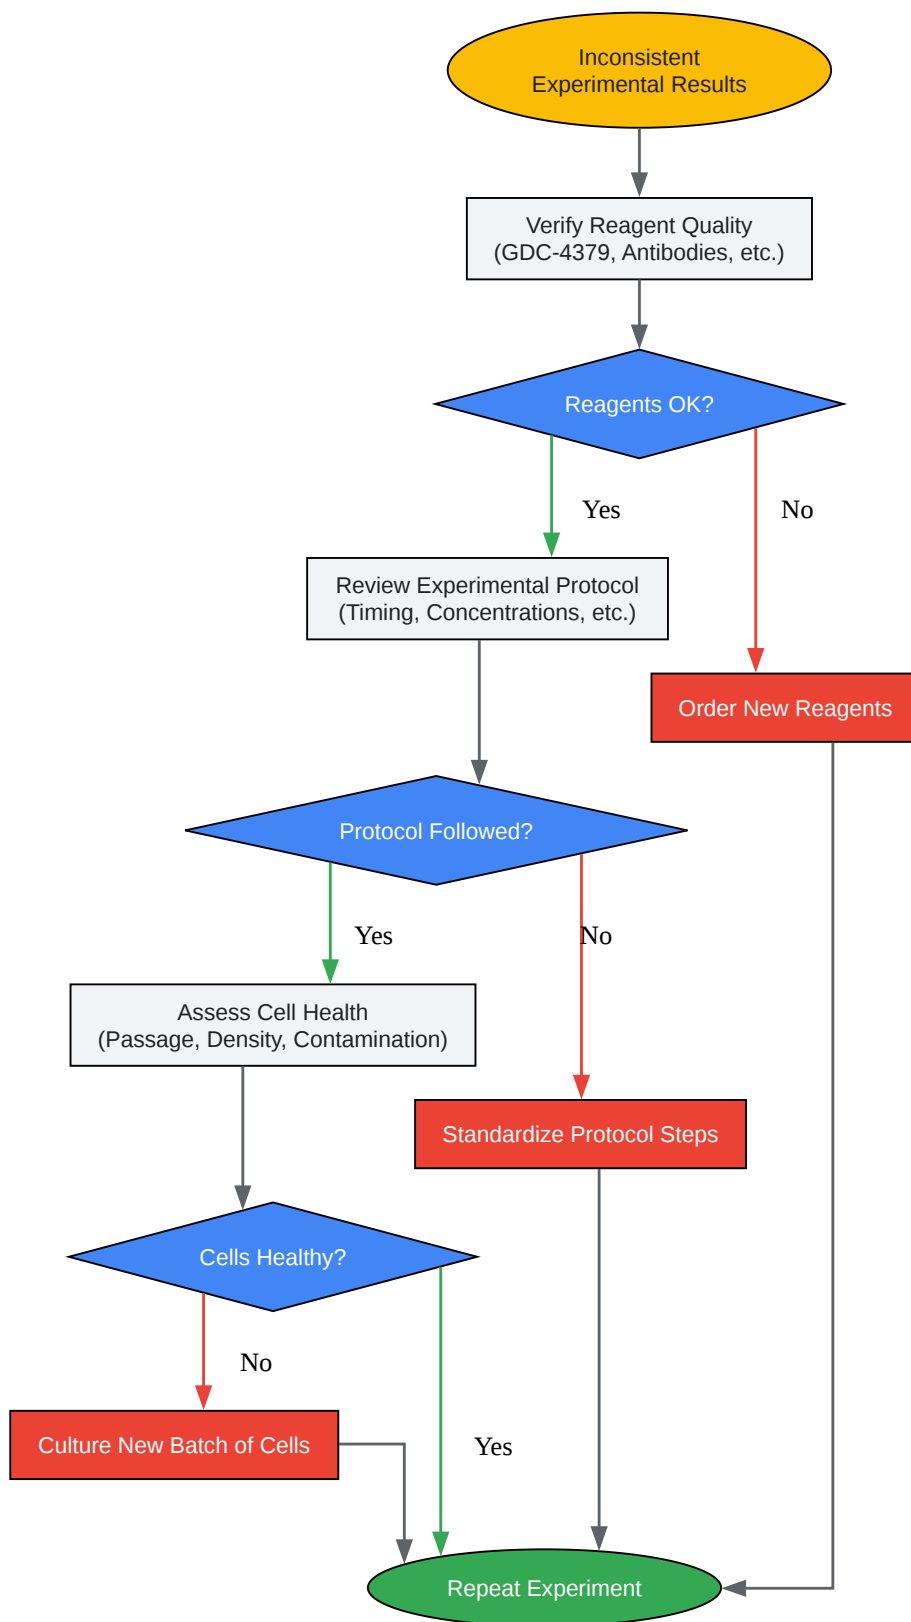 Inconsistent
Experimental Results
Verify Reagent Quality
(GDC-4379, Antibodies, etc.)
Reagents OK?
Yes
No
Review Experimental Protocol
(Timing, Concentrations, etc.)
Order New Reagents
Protocol Followed?
Yes
No
Assess Cell Health
(Passage, Density, Contamination)
Standardize Protocol Steps
Cells Healthy?
No
Culture New Batch of Cells
Yes
Repeat Experiment